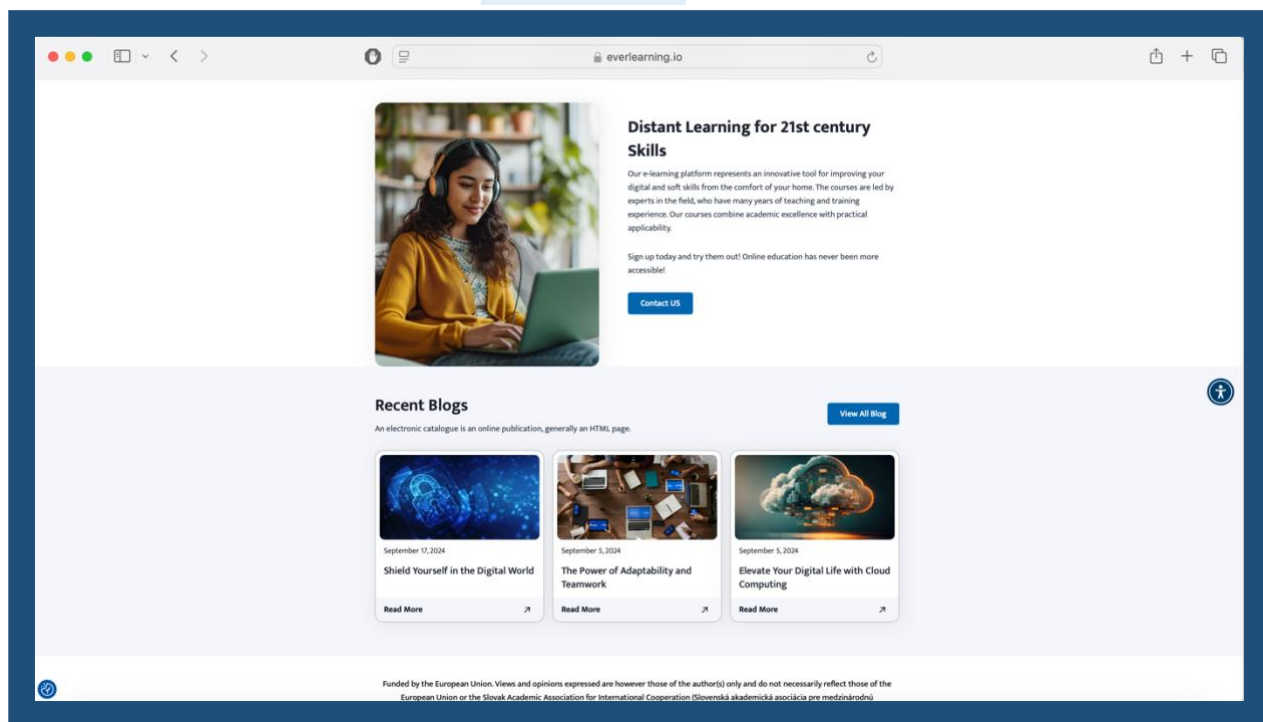 everlearning.io
Distant Learning for 21st century
Skills
Our e-learning platform represents an innovative tool for improving your
digital and soft skills from the comfort of your home. The courses are led by
experts in the field, who have many years of teaching and training
experience. Our courses combine academic excellence with practical
applicability.
Sign up today and try them out! Online education has never been more
accessible!
Contact US
Recent Blogs
View All Blog
An electronic catalogue is an online publication, generally an HTML page.
September 17, 2024
Shield Yourself in the Digital World
Read More
September 5, 2024
The Power of Adaptability and
Teamwork
Read More
September 5, 2024
Elevate Your Digital Life with Cloud
Computing
Read More
Funded by the European Union. Views and opinions expressed are however those of the author(s) only and do not necessarily reflect those of the
European Union or the Slovak Academic Association for International Cooperation (Slovenská akademická asociácia pre medzinárodnú